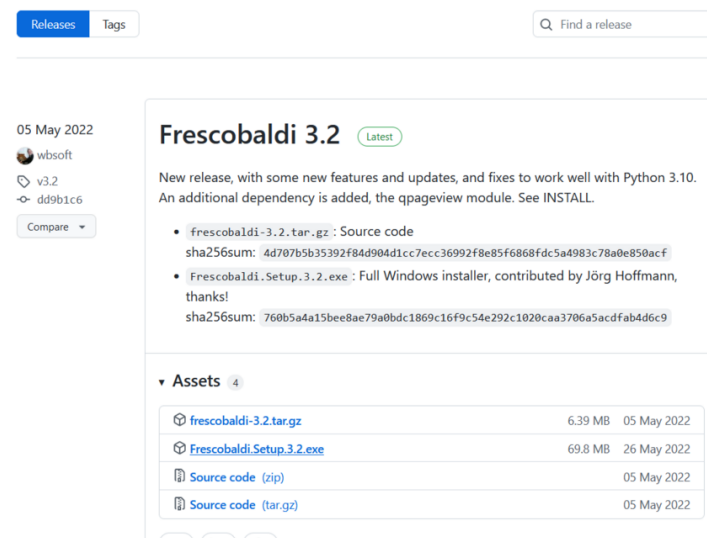 Releases Tags
Find a release
05 May 2022
wbsoft
v3.2
dd9b1c6
Compare
Frescobaldi 3.2 Latest
New release, with some new features and updates, and fixes to work well with Python 3.10.
An additional dependency is added, the qpageview module. See INSTALL.
• frescobaldi-3.2.tar.gz : Source code
sha256sum: 4d707b5b35392f84d904d1cc7ecc36992f8e85f6868fdc5a4983c78a0e850acf
• Frescobaldi.Setup.3.2.exe : Full Windows installer, contributed by Jörg Hoffmann,
thanks!
sha256sum: 760b5a4a15bee8ae79a0bdc1869c16f9c54e292c1020caa3706a5acdfab4d6c9
Assets 4
frescobaldi-3.2.tar.gz 6.39 MB 05 May 2022
Frescobaldi.Setup.3.2.exe 69.8 MB 26 May 2022
Source code (zip) 05 May 2022
Source code (tar.gz) 05 May 2022